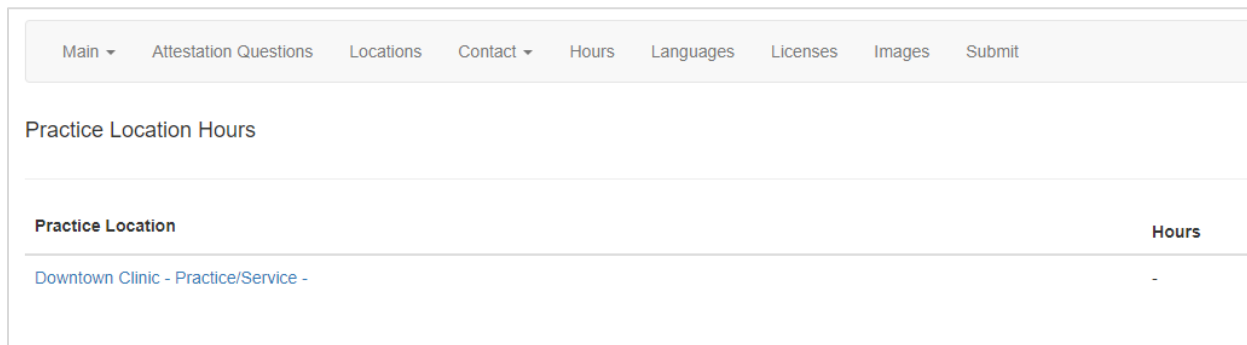 Main Attestation Questions Locations Contact Hours Languages Licenses Images Submit
Practice Location Hours
Practice Location Hours
Downtown Clinic - Practice/Service - -